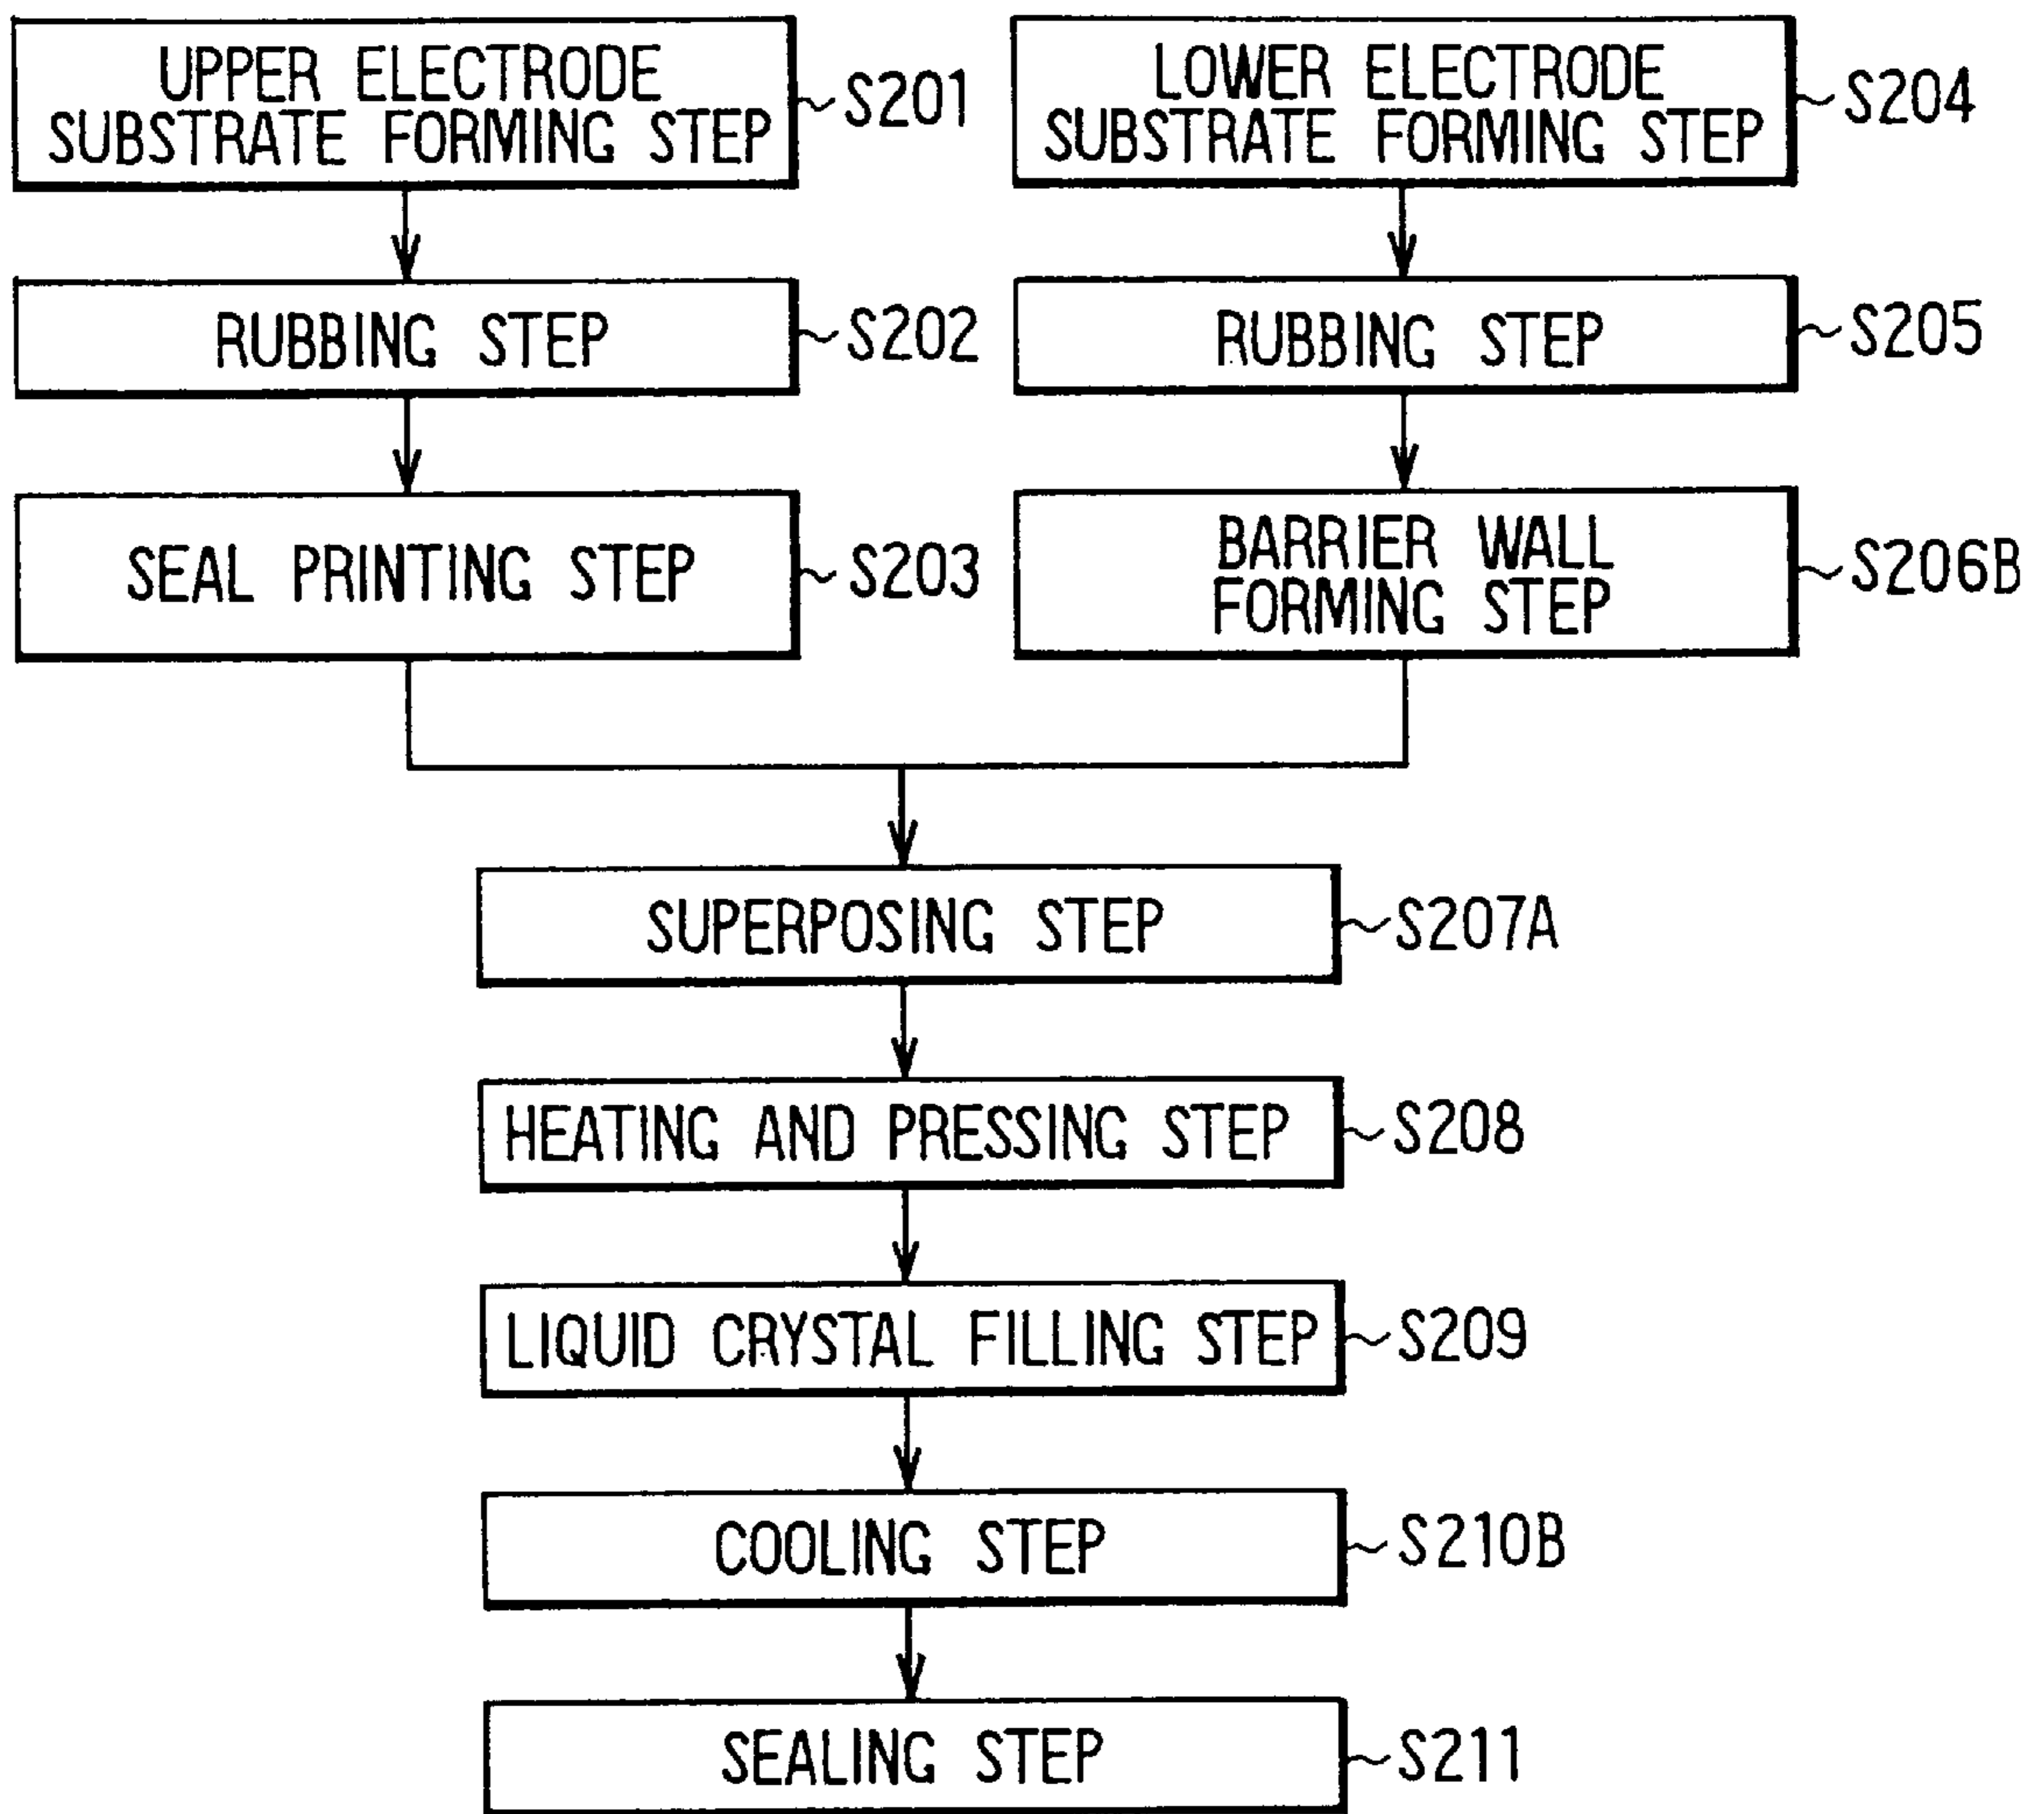 UPPER ELECTRODE
SUBSTRATE FORMING STEP
S201
LOWER ELECTRODE
SUBSTRATE FORMING STEP
S204
RUBBING STEP
S202
RUBBING STEP
S205
SEAL PRINTING STEP
S203
BARRIER WALL
FORMING STEP
S206B
SUPERPOSING STEP
S207A
HEATING AND PRESSING STEP
S208
LIQUID CRYSTAL FILLING STEP
S209
COOLING STEP
S210B
SEALING STEP
S211